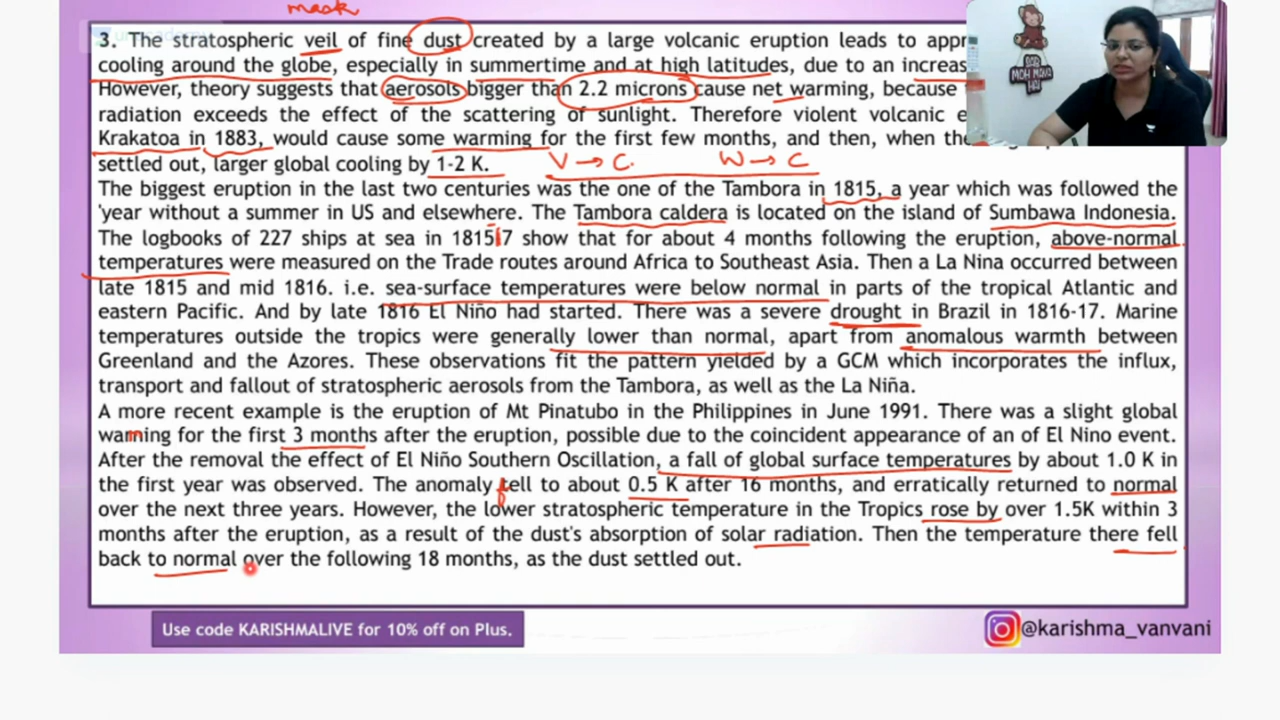 mask
3. The stratospheric veil of fine dust created by a large volcanic eruption leads to appr
cooling around the globe, especially in summertime and at high latitudes, due to an increas
However, theory suggests that aerosols bigger than 2.2 microns cause net warming, because
radiation exceeds the effect of the scattering of sunlight. Therefore violent volcanic e
Krakatoa in 1883, would cause some warming for the first few months, and then, when the
settled out, larger global cooling by 1-2 K. V → C. W → C
The biggest eruption in the last two centuries was the one of the Tambora in 1815, a year which was followed the
'year without a summer in US and elsewhere. The Tambora caldera is located on the island of Sumbawa Indonesia.
The logbooks of 227 ships at sea in 1815 7 show that for about 4 months following the eruption, above-normal
temperatures were measured on the Trade routes around Africa to Southeast Asia. Then a La Nina occurred between
late 1815 and mid 1816. i.e. sea-surface temperatures were below normal in parts of the tropical Atlantic and
eastern Pacific. And by late 1816 El Niño had started. There was a severe drought in Brazil in 1816-17. Marine
temperatures outside the tropics were generally lower than normal, apart from anomalous warmth between
Greenland and the Azores. These observations fit the pattern yielded by a GCM which incorporates the influx,
transport and fallout of stratospheric aerosols from the Tambora, as well as the La Niña.
A more recent example is the eruption of Mt Pinatubo in the Philippines in June 1991. There was a slight global
warning for the first 3 months after the eruption, possible due to the coincident appearance of an of El Nino event.
After the removal the effect of El Niño Southern Oscillation, a fall of global surface temperatures by about 1.0 K in
the first year was observed. The anomaly fell to about 0.5 K after 16 months, and erratically returned to normal
over the next three years. However, the lower stratospheric temperature in the Tropics rose by over 1.5K within 3
months after the eruption, as a result of the dust's absorption of solar radiation. Then the temperature there fell
back to normal over the following 18 months, as the dust settled out.
Use code KARISHMALIVE for 10% off on Plus.
@karishma_vanvani
SAB
MOH MAYA
HAI